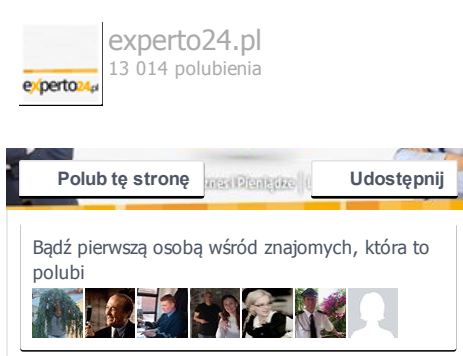 experto24.pl
13 014 polubienia
experto24.pl
Polub tę stronę
Pieniądze
Udostępnij
Bądź pierwszą osobą wśród znajomych, która to
polubi